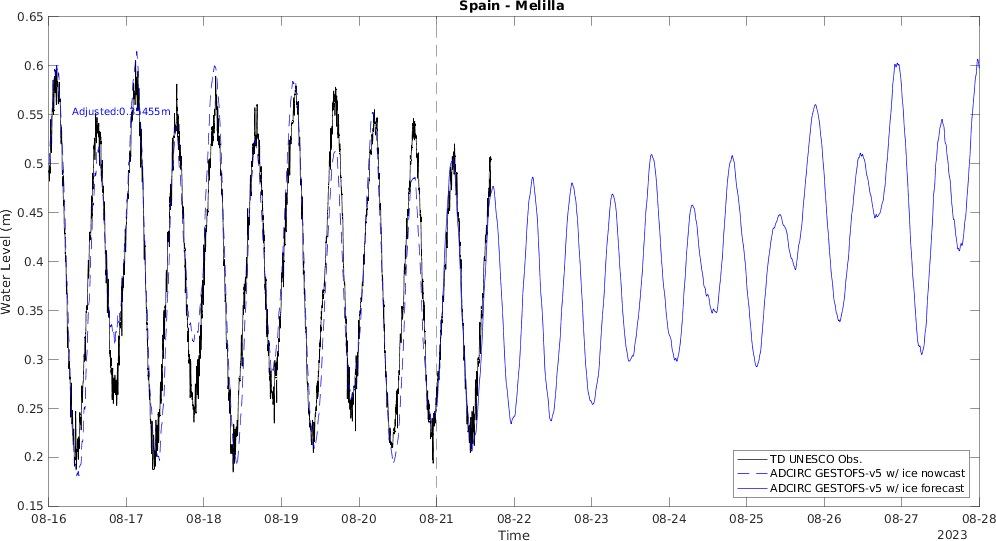 Spain - Melilla
0.65
0.6
0.55
0.5
0.45
0.4
0.35
0.3
0.25
0.2
0.15
Water Level (m)
Adjusted:0.35455m
TD UNESCO Obs.
ADCIRC GESTOFS-v5 w/ ice nowcast
ADCIRC GESTOFS-v5 w/ ice forecast
08-16 08-17 08-18 08-19 08-20 08-21 08-22 08-23 08-24 08-25 08-26 08-27 08-28
Time
2023